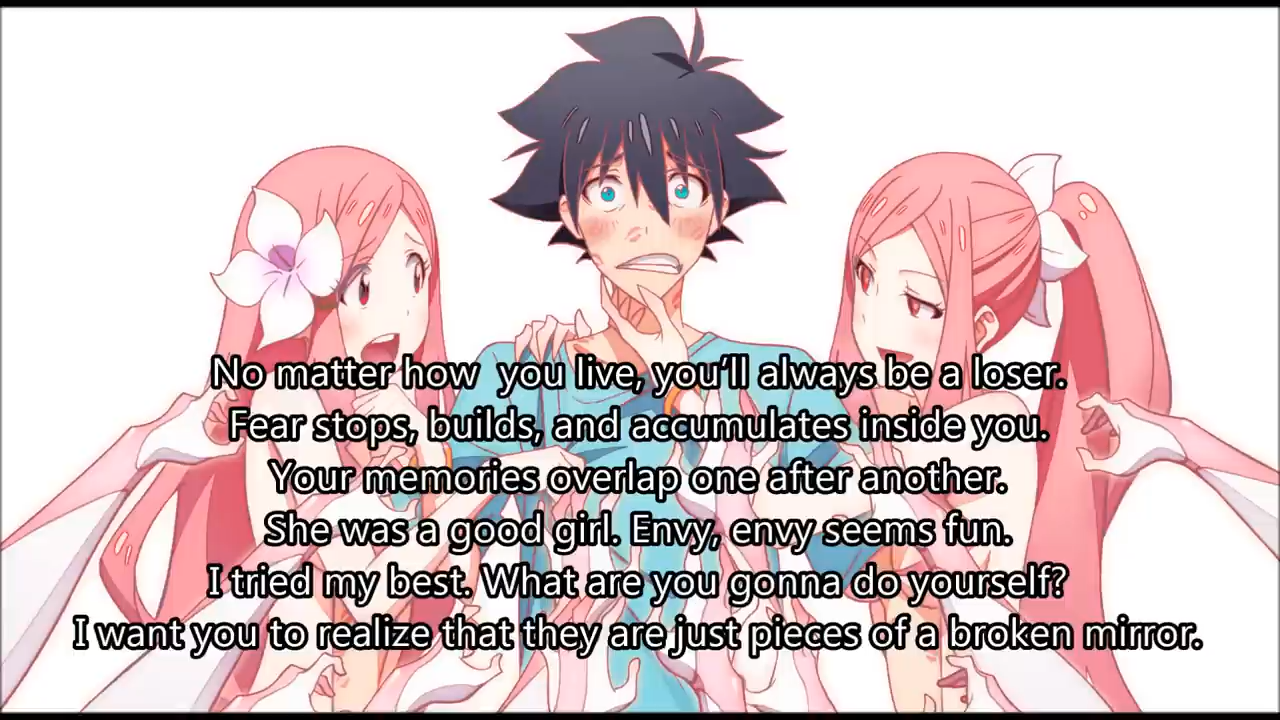 No matter how  you live, you'll always be a loser.
Fear stops, builds, and accumulates inside you.
Your memories overlap one after another.
She was a good girl. Envy, envy seems fun.
I tried my best. What are you gonna do yourself?
I want you to realize that they are just pieces of a broken mirror.